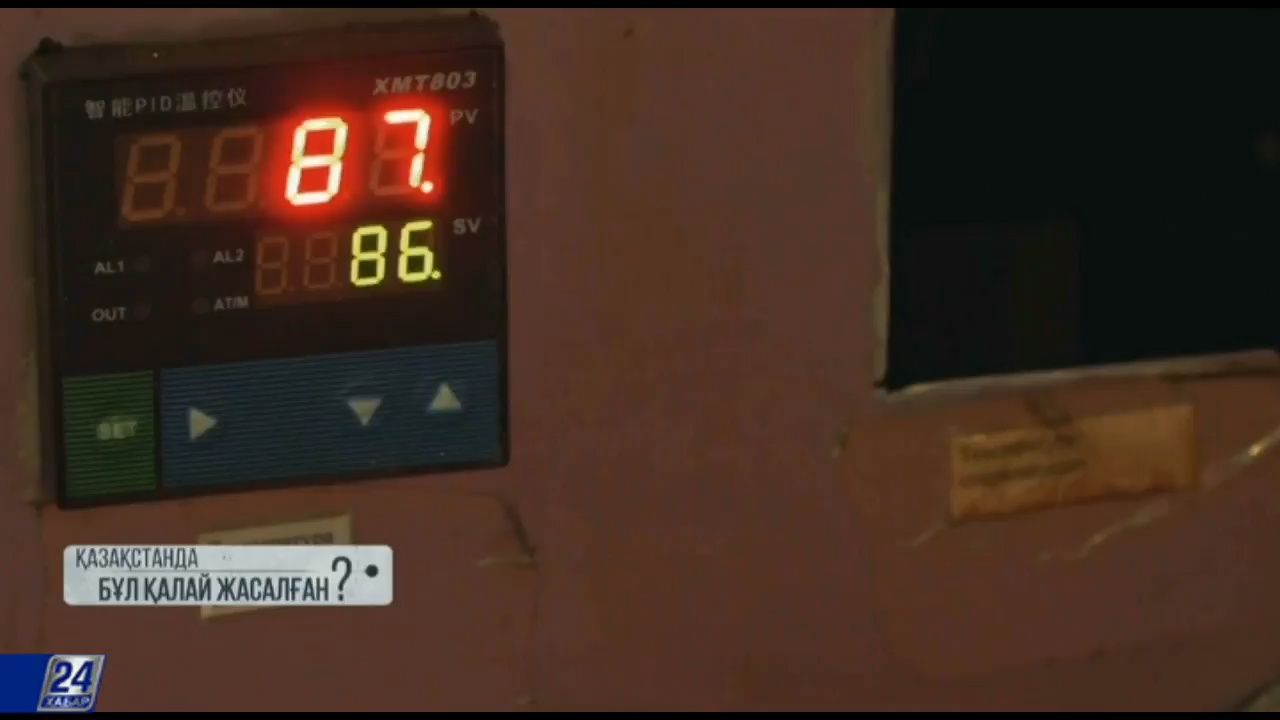 智能PID温控仪
XMT803
87.
PV
86.
SV
AL1
AL2
OUT
AT/M
SET
ҚАЗАҚСТАНДА
БҰЛ ҚАЛАЙ ЖАСАЛҒАН?
24
ХАБАР